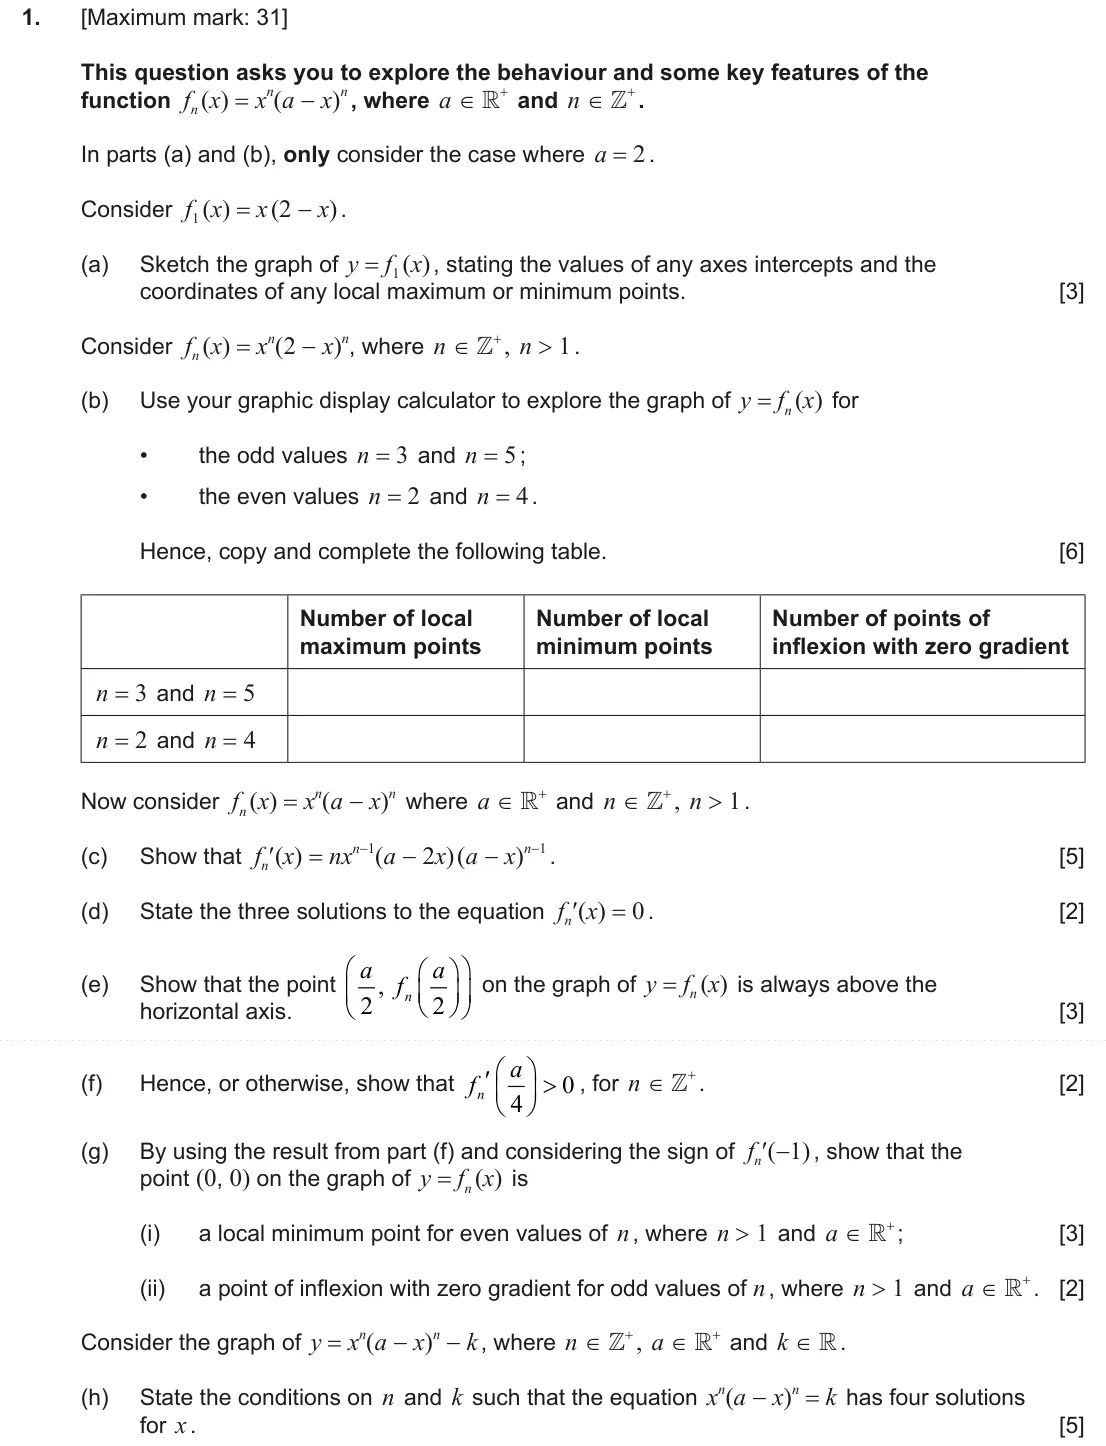 1. [Maximum mark: 31]
This question asks you to explore the behaviour and some key features of the
function fₙ(x) = xⁿ(a − x)ⁿ, where a ∈ ℝ⁺ and n ∈ ℤ⁺.
In parts (a) and (b), only consider the case where a = 2.
Consider f₁(x) = x(2 − x).
(a) Sketch the graph of y = f₁(x), stating the values of any axes intercepts and the
coordinates of any local maximum or minimum points. [3]
Consider fₙ(x) = xⁿ(2 − x)ⁿ, where n ∈ ℤ⁺, n > 1.
(b) Use your graphic display calculator to explore the graph of y = fₙ(x) for
• the odd values n = 3 and n = 5;
• the even values n = 2 and n = 4.
Hence, copy and complete the following table. [6]
Number of local maximum points
Number of local minimum points
Number of points of inflexion with zero gradient
n = 3 and n = 5
n = 2 and n = 4
Now consider fₙ(x) = xⁿ(a − x)ⁿ where a ∈ ℝ⁺ and n ∈ ℤ⁺, n > 1.
(c) Show that fₙ′(x) = nxⁿ⁻¹(a − 2x)(a − x)ⁿ⁻¹. [5]
(d) State the three solutions to the equation fₙ′(x) = 0. [2]
(e) Show that the point (a/2, fₙ(a/2)) on the graph of y = fₙ(x) is always above the
horizontal axis. [3]
(f) Hence, or otherwise, show that fₙ′(a/4) > 0, for n ∈ ℤ⁺. [2]
(g) By using the result from part (f) and considering the sign of fₙ′(−1), show that the
point (0, 0) on the graph of y = fₙ(x) is
(i) a local minimum point for even values of n, where n > 1 and a ∈ ℝ⁺; [3]
(ii) a point of inflexion with zero gradient for odd values of n, where n > 1 and a ∈ ℝ⁺. [2]
Consider the graph of y = xⁿ(a − x)ⁿ − k, where n ∈ ℤ⁺, a ∈ ℝ⁺ and k ∈ ℝ.
(h) State the conditions on n and k such that the equation xⁿ(a − x)ⁿ = k has four solutions
for x. [5]